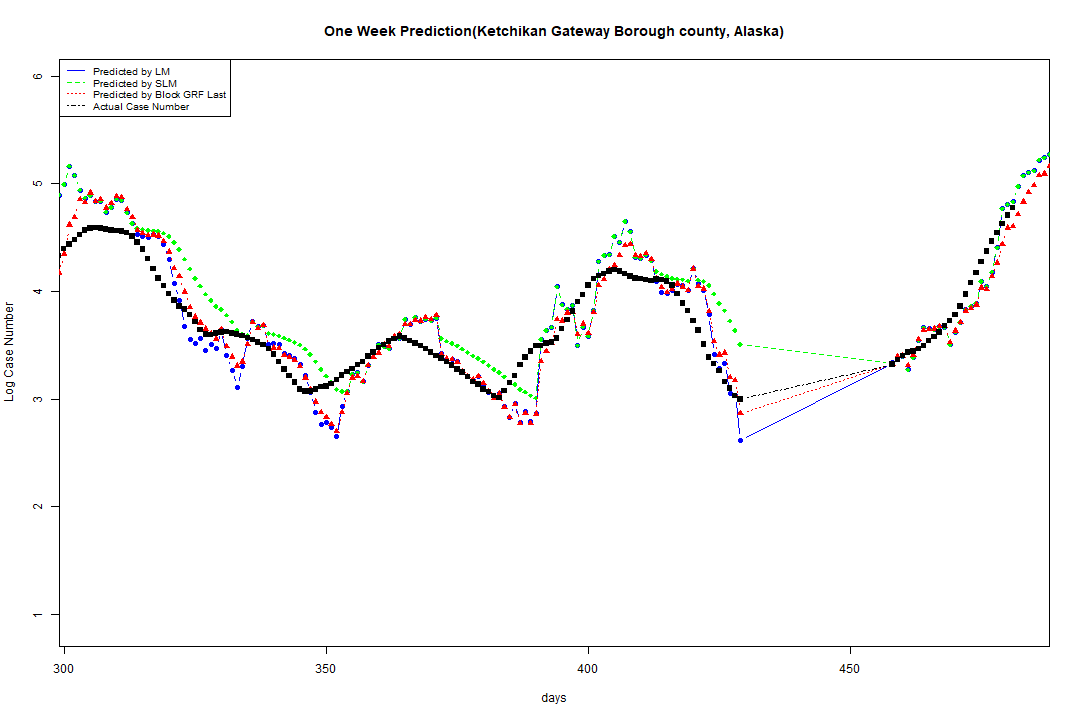 One Week Prediction(Ketchikan Gateway Borough county, Alaska)
Predicted by LM
Predicted by SLM
Predicted by Block GRF Last
Actual Case Number
6
5
4
3
2
1
Log Case Number
300
350
400
450
days